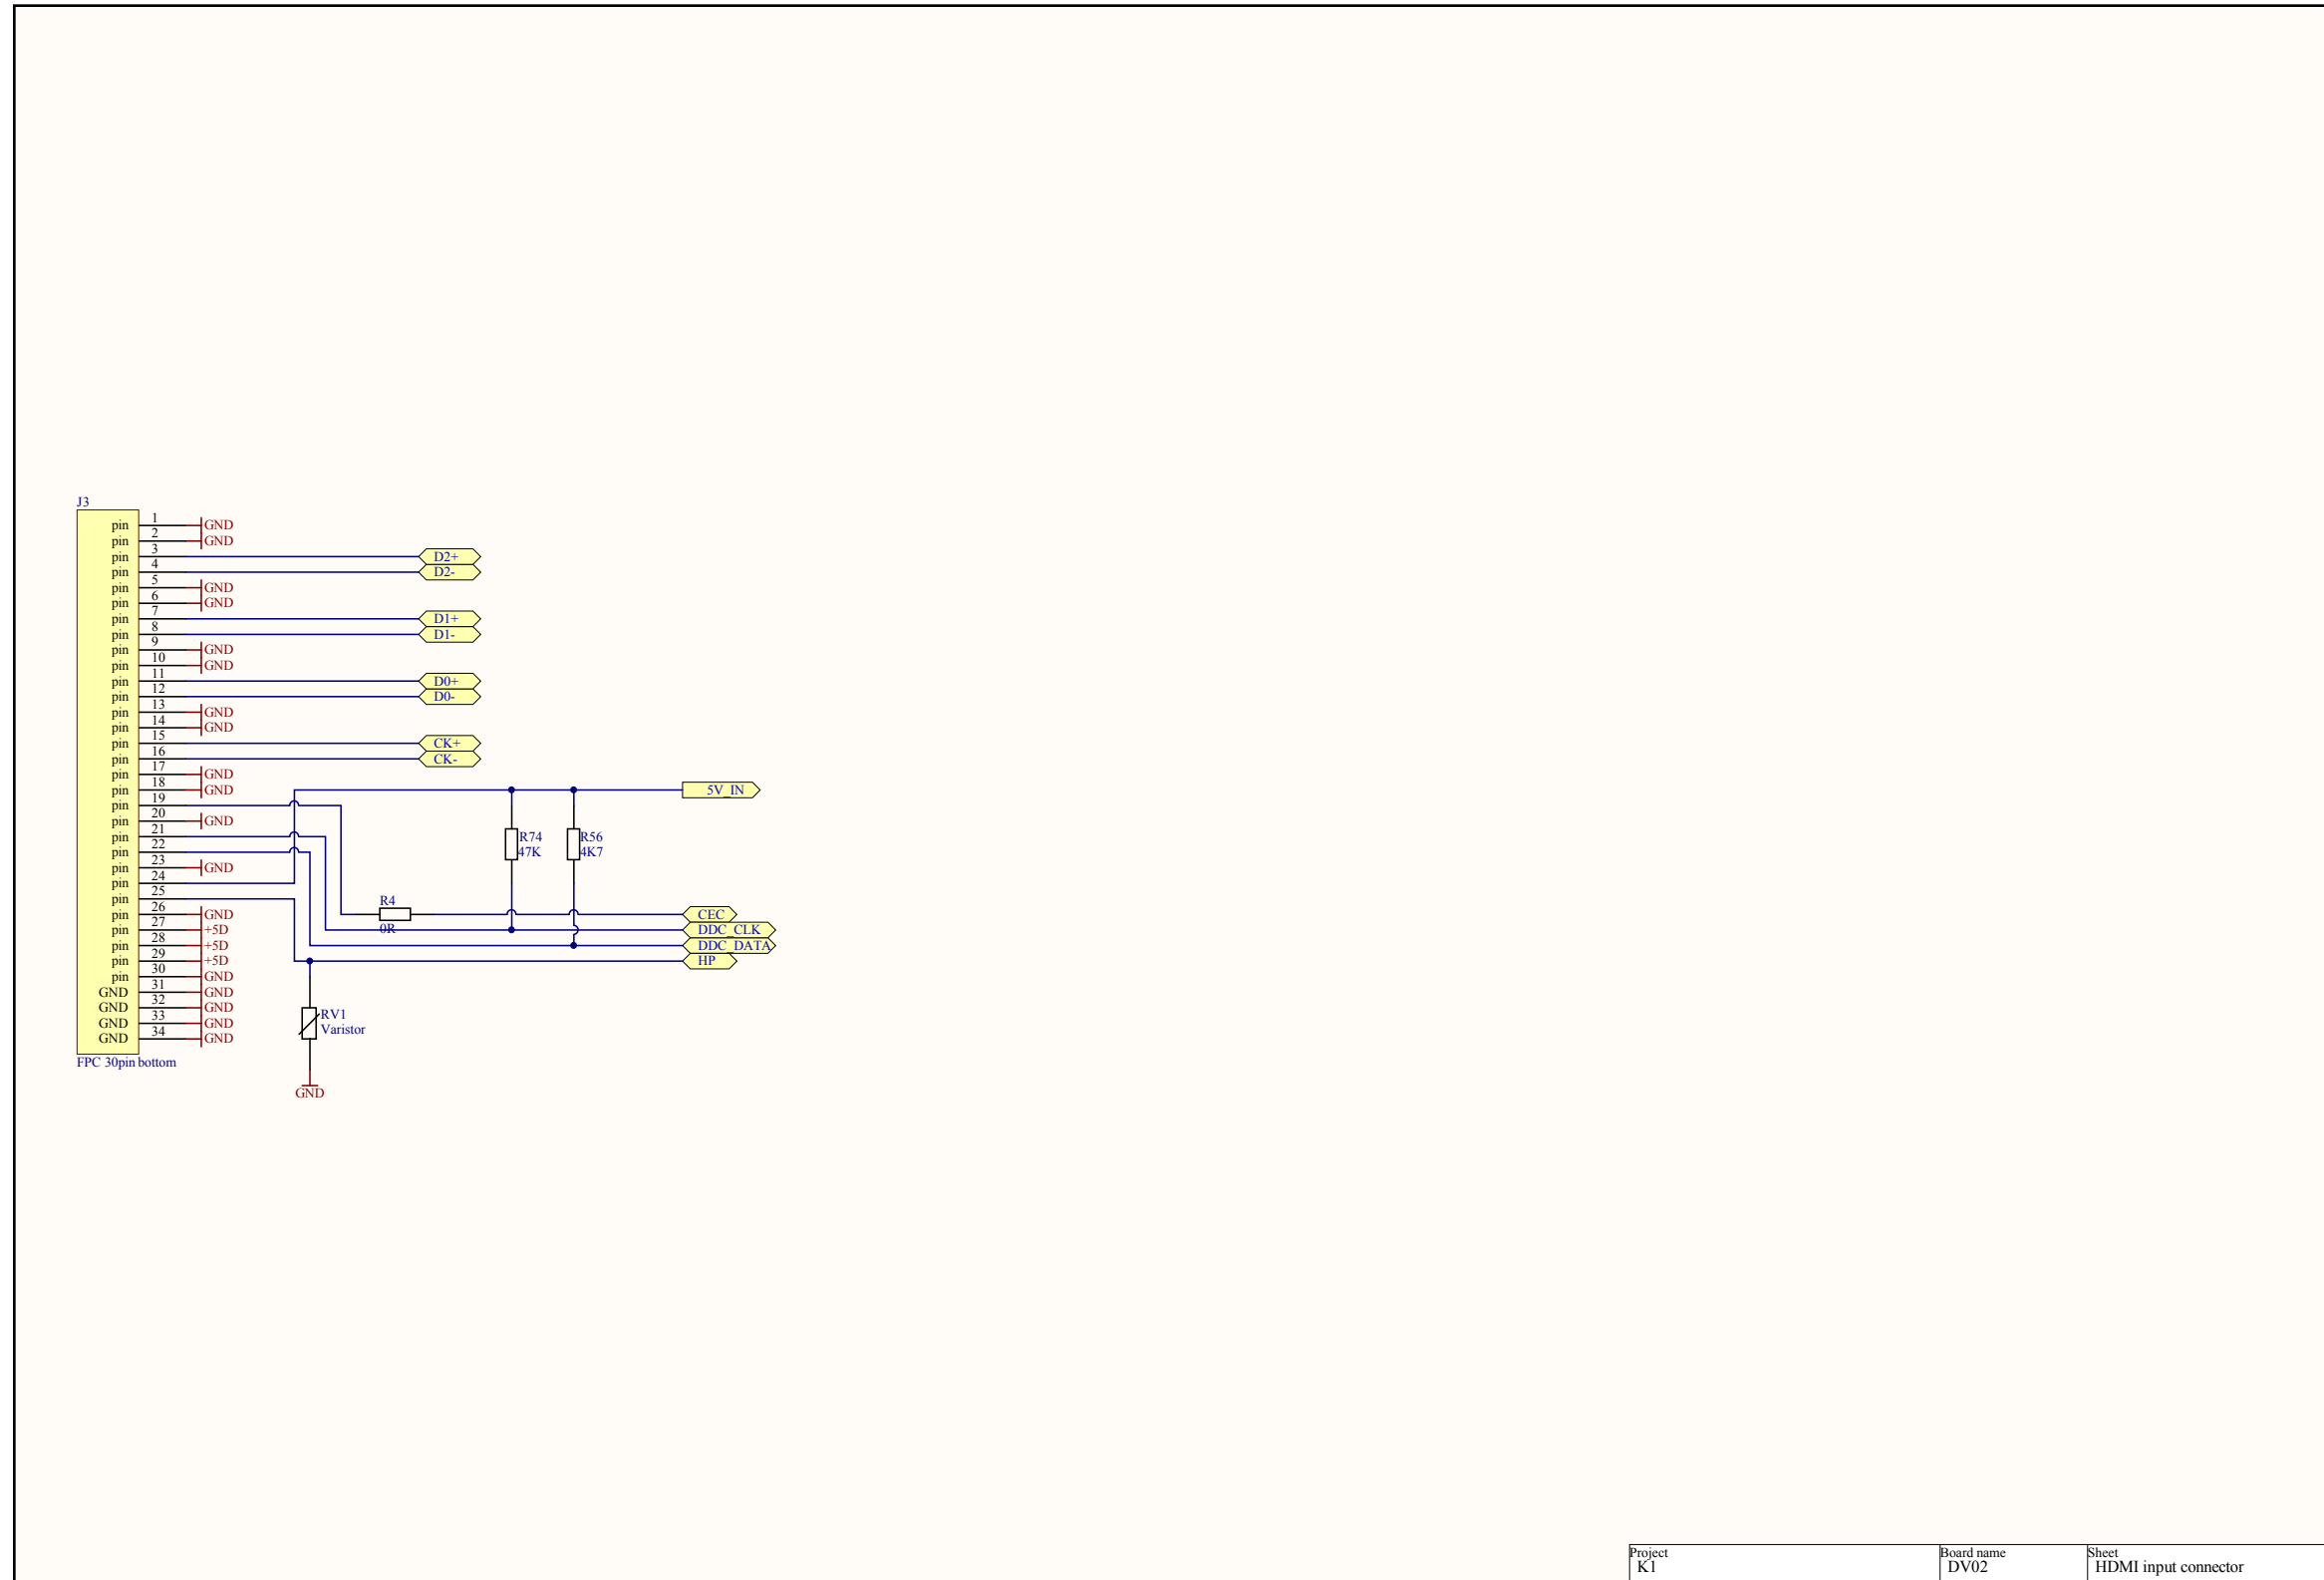 J3
pin 1 GND
pin 2 GND
pin 3 D2+
pin 4 D2-
pin 5 GND
pin 6 GND
pin 7 D1+
pin 8 D1-
pin 9 GND
pin 10 GND
pin 11 D0+
pin 12 D0-
pin 13 GND
pin 14 GND
pin 15 CK+
pin 16 CK-
pin 17 GND
pin 18 GND 5V_IN
pin 19
pin 20 GND
pin 21 R74 R56
pin 22 47K 4K7
pin 23 GND
pin 24
pin 25 R4
pin 26 GND CEC
pin 27 +5D 0R DDC_CLK
pin 28 +5D DDC_DATA
pin 29 +5D HP
pin 30 GND
GND 31 GND
GND 32 GND
GND 33 GND
GND 34 GND
RV1
Varistor
FPC 30pin bottom
GND
Project Board name Sheet
K1 DV02 HDMI input connector